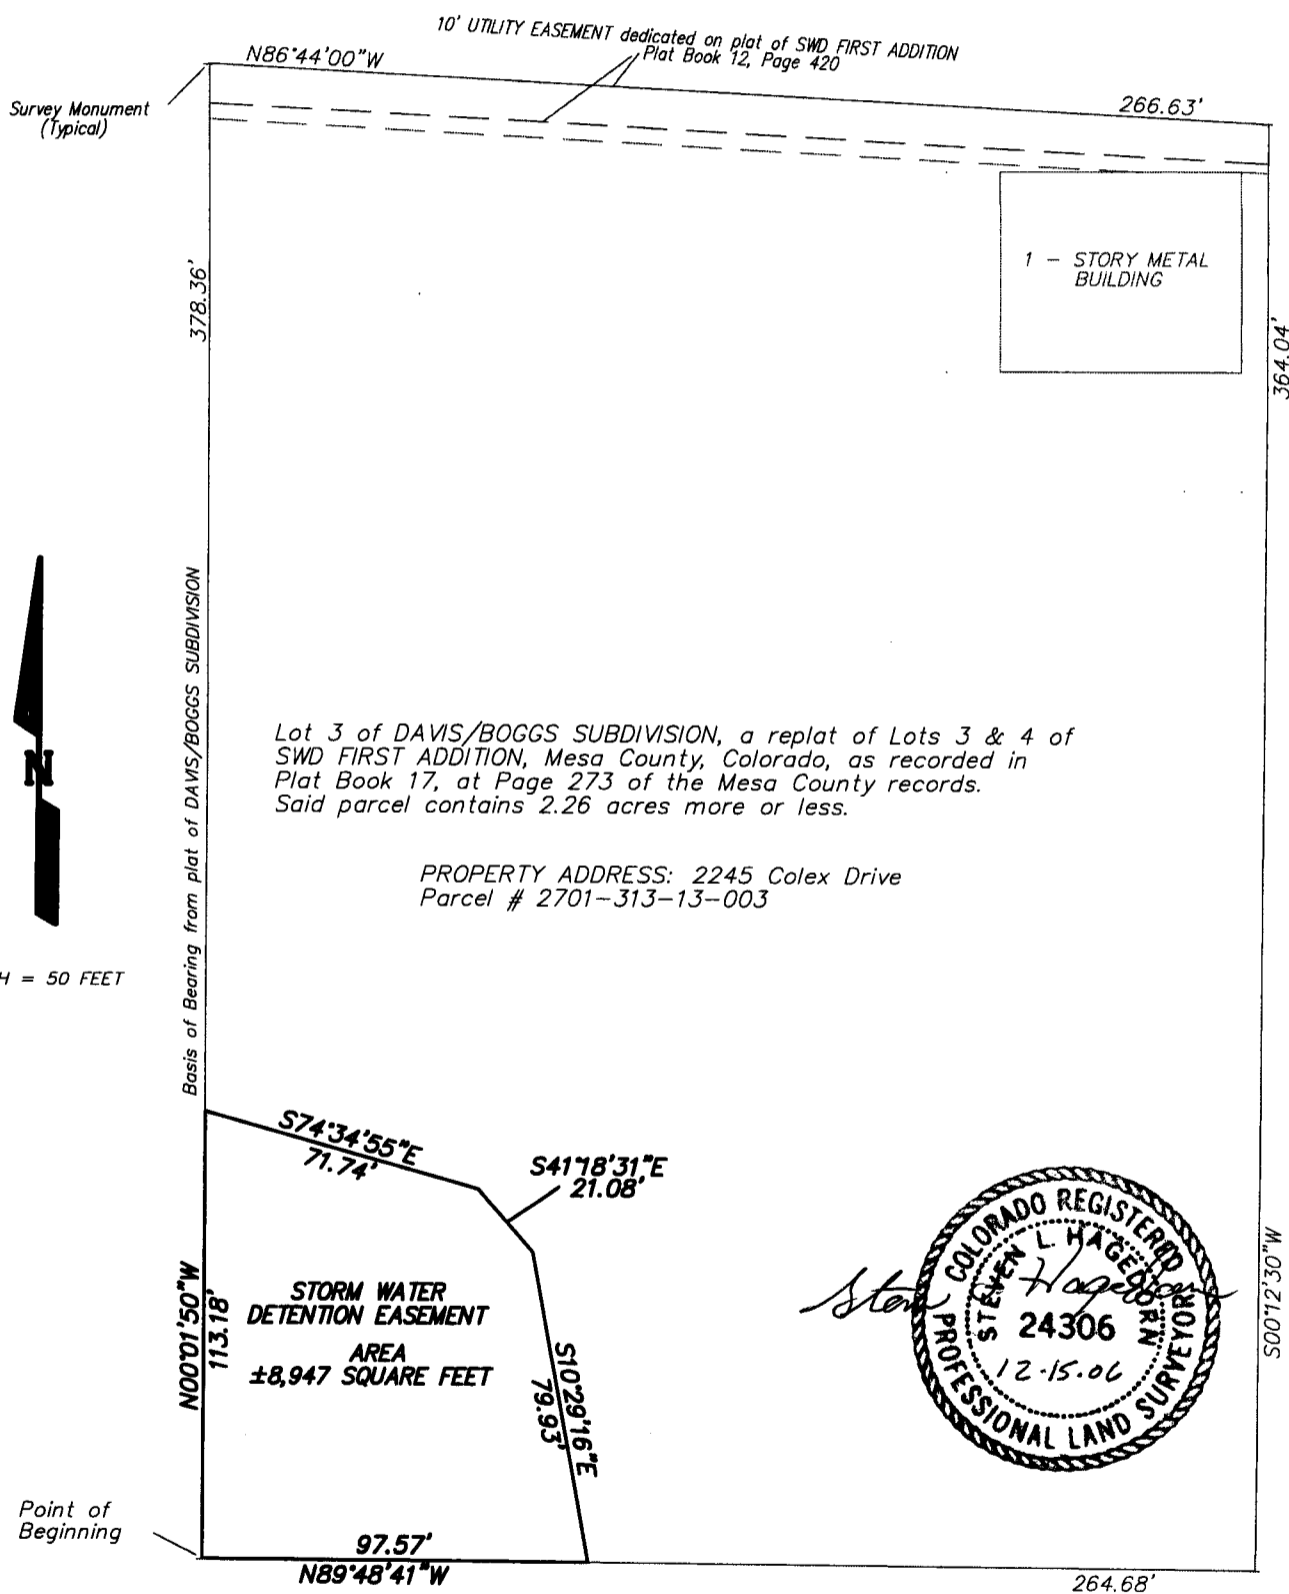 10' UTILITY EASEMENT dedicated on plat of SWD FIRST ADDITION
Plat Book 12, Page 420
N86°44'00"W
266.63'
Survey Monument
(Typical)
1 - STORY METAL
BUILDING
378.36'
364.04'
Basis of Bearing from plat of DAVIS/BOGGS SUBDIVISION
N
Lot 3 of DAVIS/BOGGS SUBDIVISION, a replat of Lots 3 & 4 of
SWD FIRST ADDITION, Mesa County, Colorado, as recorded in
Plat Book 17, at Page 273 of the Mesa County records.
Said parcel contains 2.26 acres more or less.
PROPERTY ADDRESS: 2245 Colex Drive
Parcel # 2701-313-13-003
H = 50 FEET
S74°34'55"E
71.74'
S41°18'31"E
21.08'
N00°01'50"W
113.18'
STORM WATER
DETENTION EASEMENT
AREA
±8,947 SQUARE FEET
S10°29'16"E
79.93'
COLORADO REGISTERED
STEVEN L. HAGEDORN
24306
12-15-06
PROFESSIONAL LAND SURVEYOR
Steven L Hagedorn
S00°12'30"W
Point of
Beginning
97.57'
N89°48'41"W
264.68'